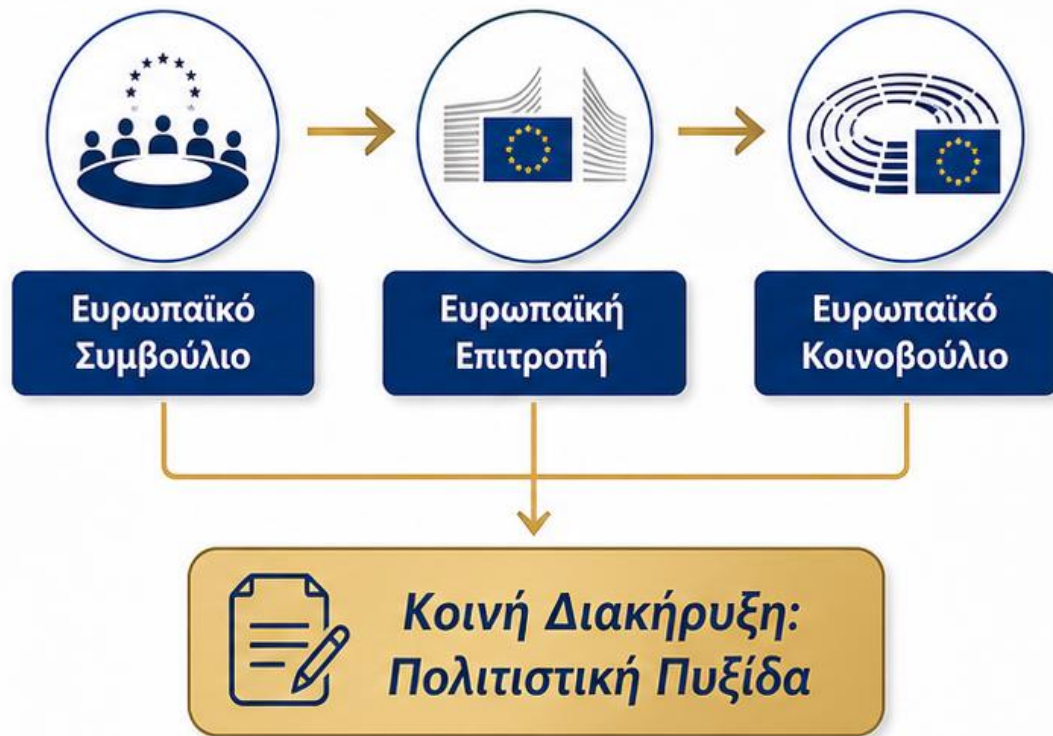 Ευρωπαϊκό
Συμβούλιο
Ευρωπαϊκή
Επιτροπή
Ευρωπαϊκό
Κοινοβούλιο
Κοινή Διακήρυξη:
Πολιτιστική Πυξίδα